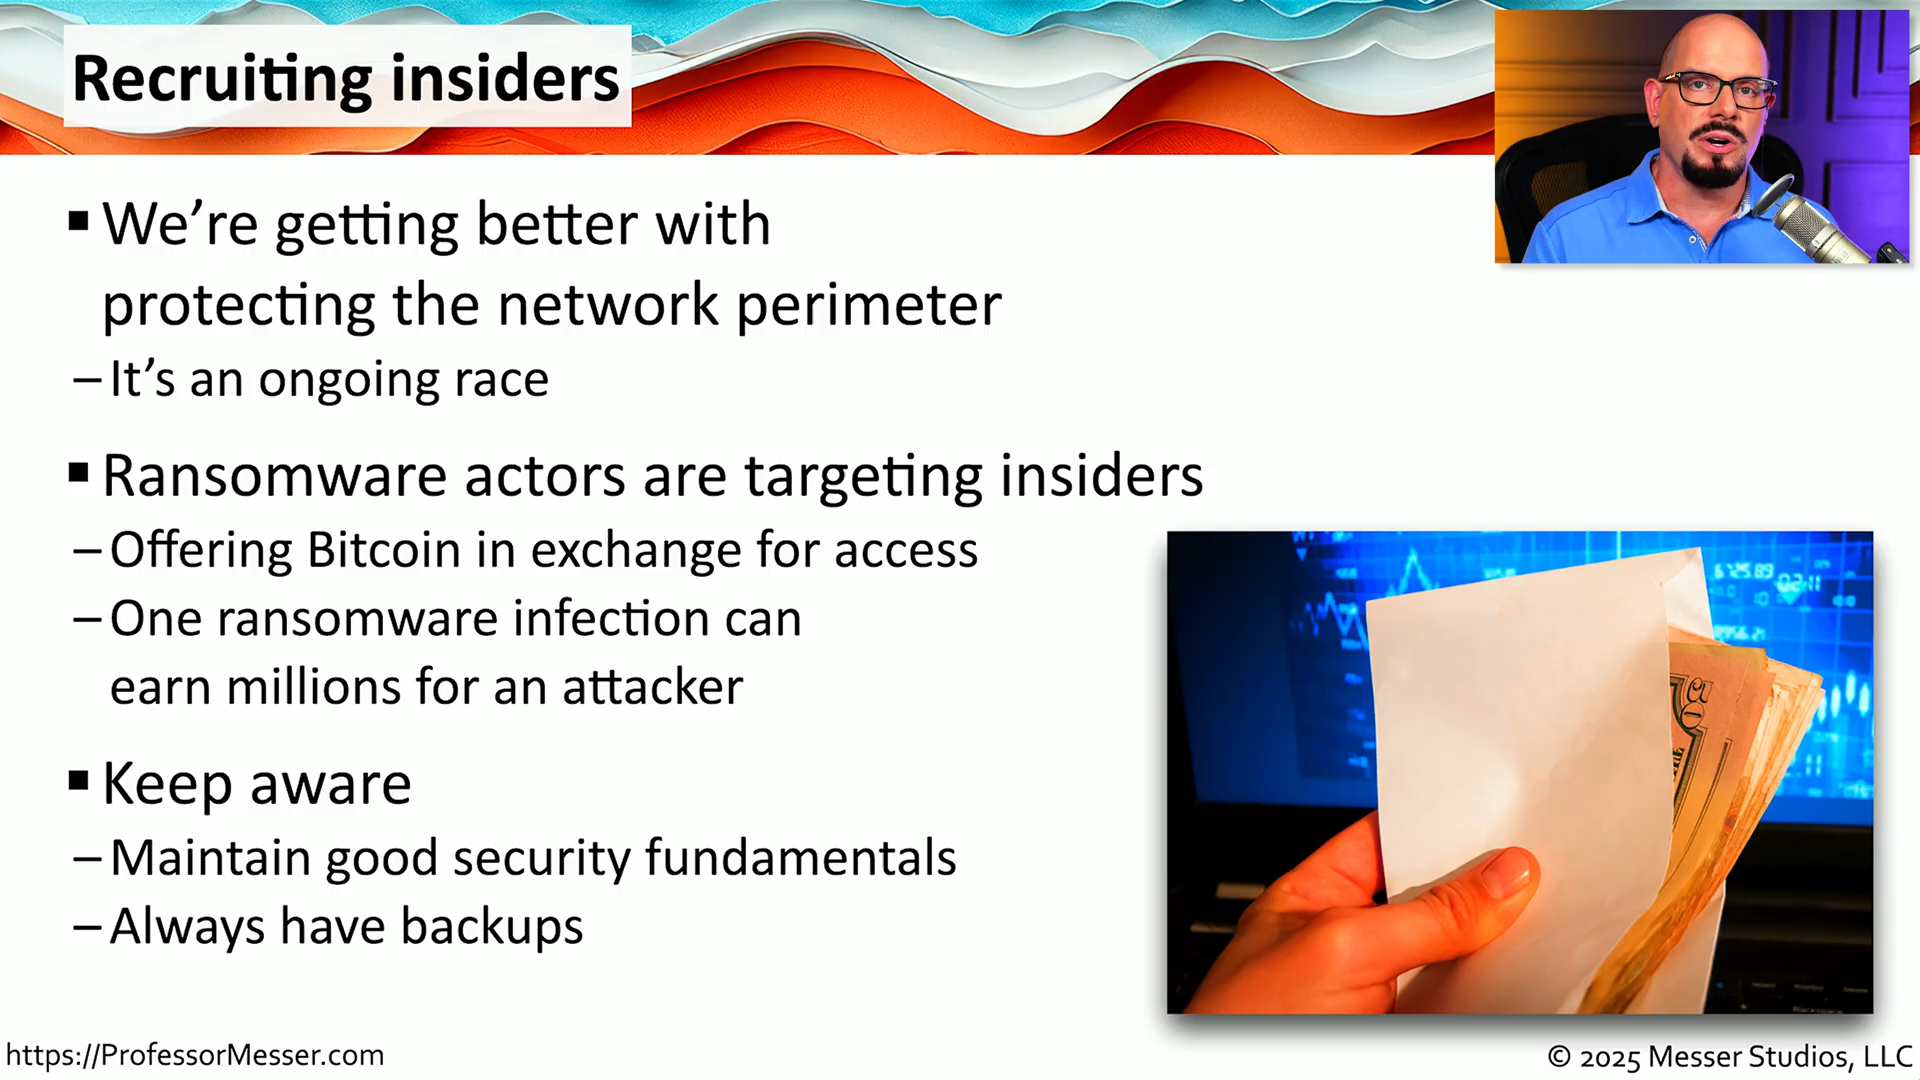 Recruiting insiders
▪ We’re getting better with
protecting the network perimeter
– It’s an ongoing race
▪ Ransomware actors are targeting insiders
– Offering Bitcoin in exchange for access
– One ransomware infection can
earn millions for an attacker
▪ Keep aware
– Maintain good security fundamentals
– Always have backups
50
https://ProfessorMesser.com
© 2025 Messer Studios, LLC